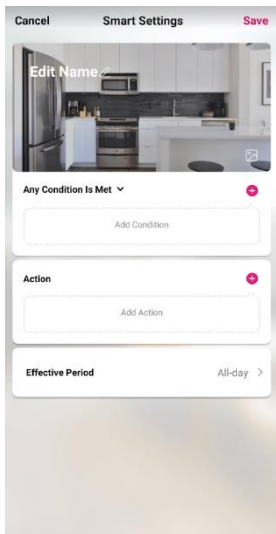 Cancel Smart Settings Save
Edit Name
Any Condition Is Met
Add Condition
Action
Add Action
Effective Period All-day